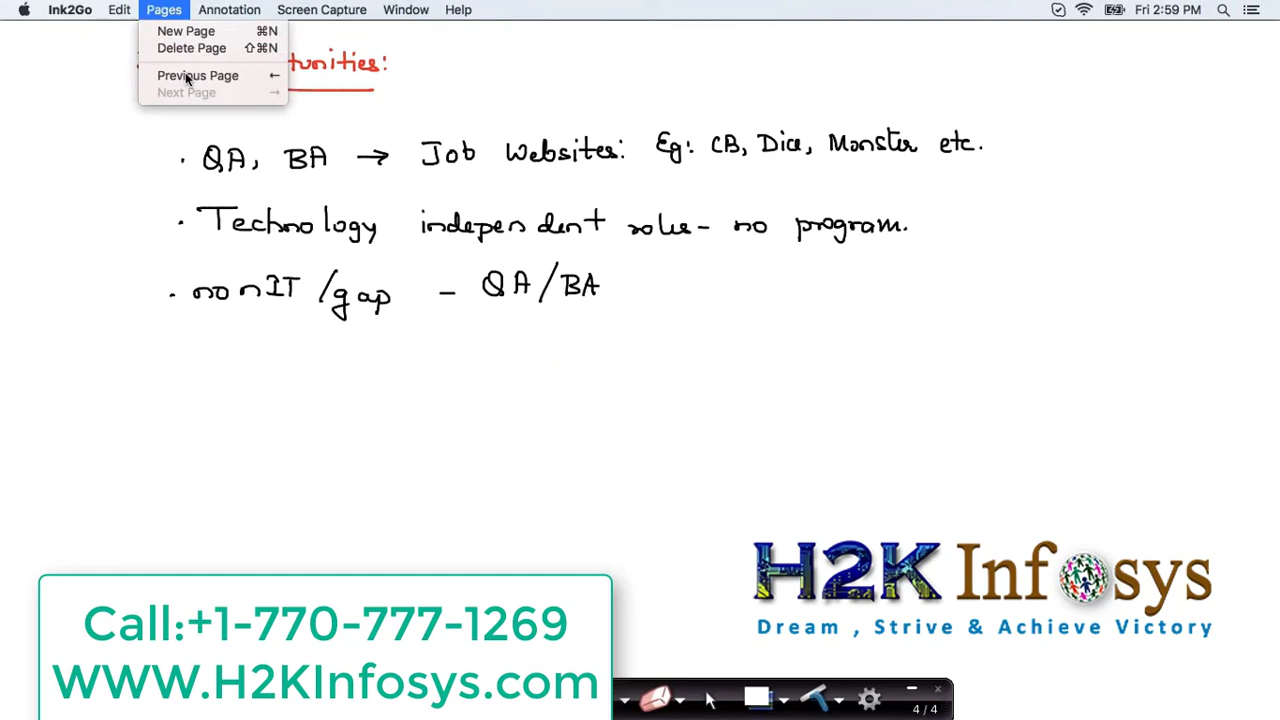 Ink2Go Edit Pages Annotation Screen Capture Window Help Fri 2:59 PM
New Page ⌘N
Delete Page ⇧⌘N
Previous Page ←
Next Page →
tunities:
· QA, BA → Job Websites: Eg: CB, Dice, Monster etc.
· Technology independent roles - no program.
· non IT / gap - QA/BA
H2K Infosys
Dream , Strive & Achieve Victory
Call:+1-770-777-1269
WWW.H2KInfosys.com
4 / 4